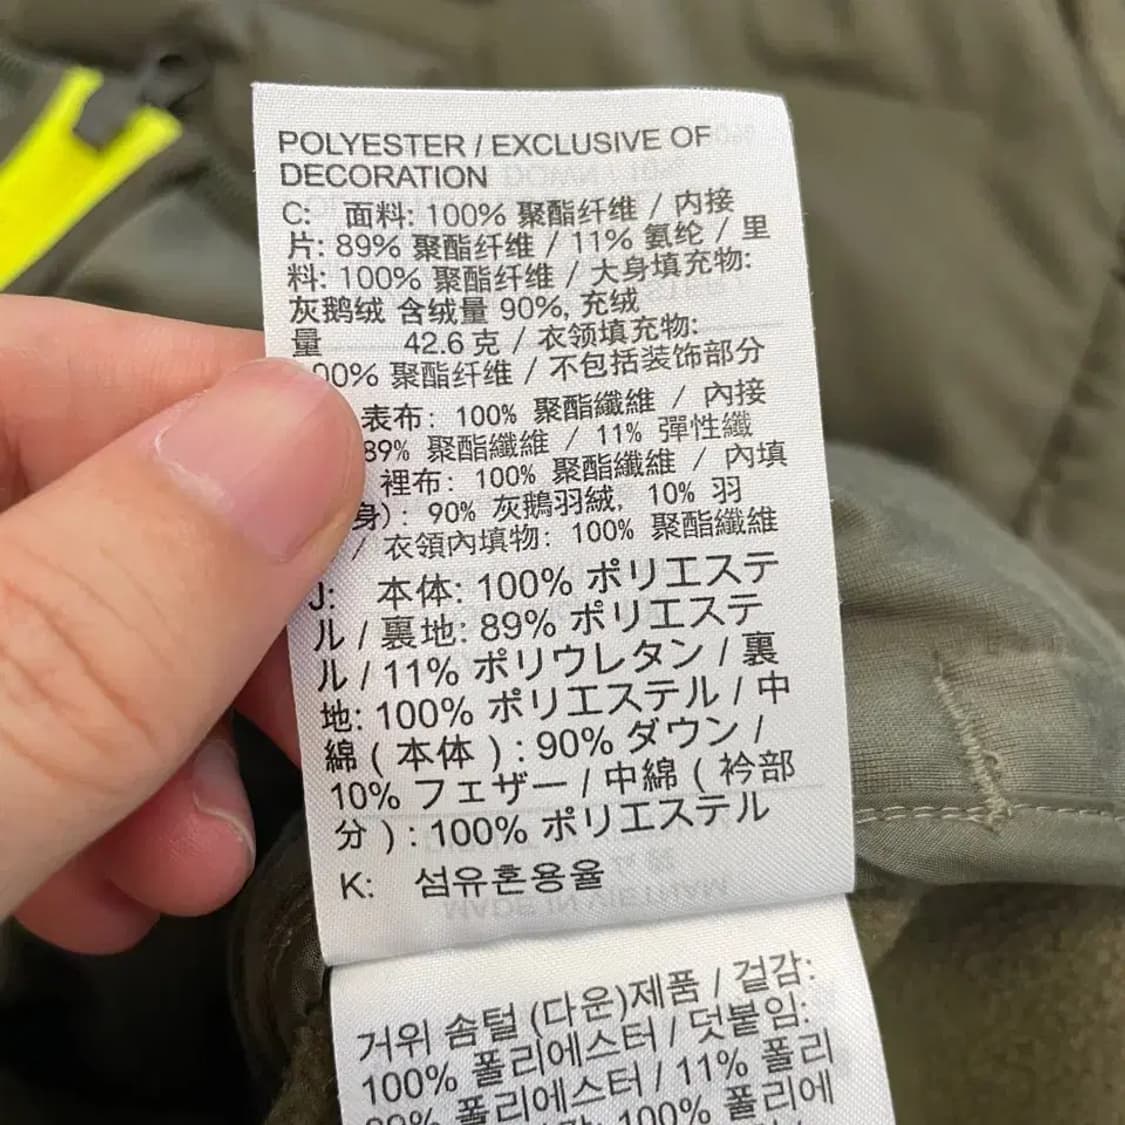 POLYESTER / EXCLUSIVE OF
DECORATION
C: 面料: 100% 聚酯纤维 / 内接
片: 89% 聚酯纤维 / 11% 氨纶 / 里
料: 100% 聚酯纤维 / 大身填充物:
灰鹅绒 含绒量 90%, 充绒
量 42.6 克 / 衣领填充物:
00% 聚酯纤维 / 不包括装饰部分
表布: 100% 聚酯纖維 / 內接
89% 聚酯纖維 / 11% 彈性纖
裡布: 100% 聚酯纖維 / 內填
身): 90% 灰鵝羽絨, 10% 羽
/ 衣領內填物: 100% 聚酯纖維
J: 本体: 100% ポリエステ
ル / 裏地: 89% ポリエステ
ル / 11% ポリウレタン / 裏
地: 100% ポリエステル / 中
綿 ( 本体 ) : 90% ダウン /
10% フェザー / 中綿 ( 衿部
分 ) : 100% ポリエステル
K: 섬유혼용율
거위 솜털 (다운)제품 / 겉감:
100% 폴리에스터 / 덧붙임:
89% 폴리에스터 / 11% 폴리
100% 폴리에